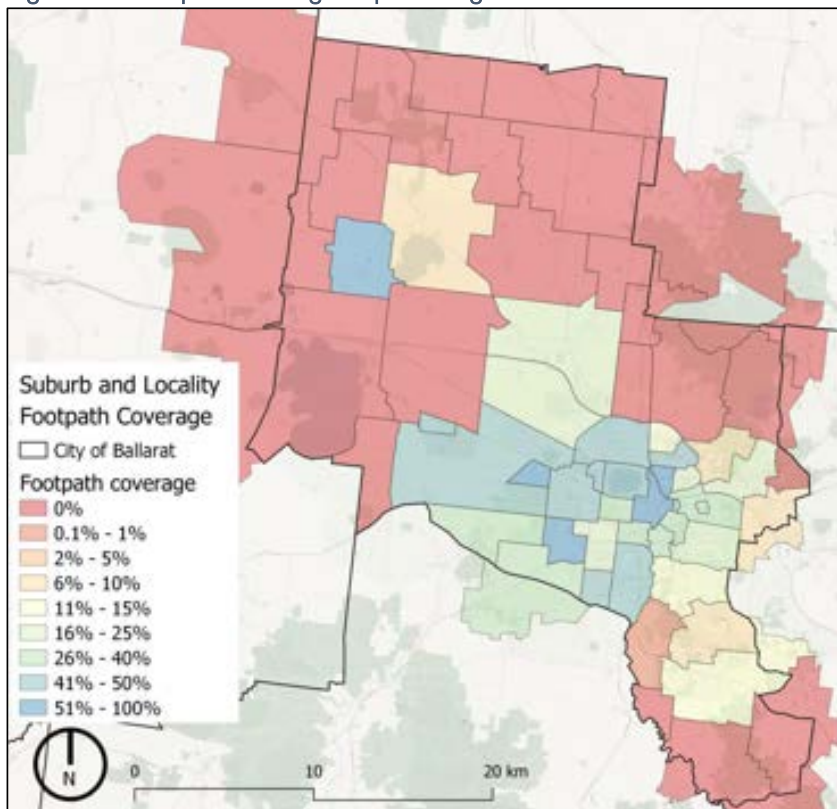 Suburb and Locality
Footpath Coverage
City of Ballarat
Footpath coverage
0%
0.1% - 1%
2% - 5%
6% - 10%
11% - 15%
16% - 25%
26% - 40%
41% - 50%
51% - 100%
N
0 10 20 km